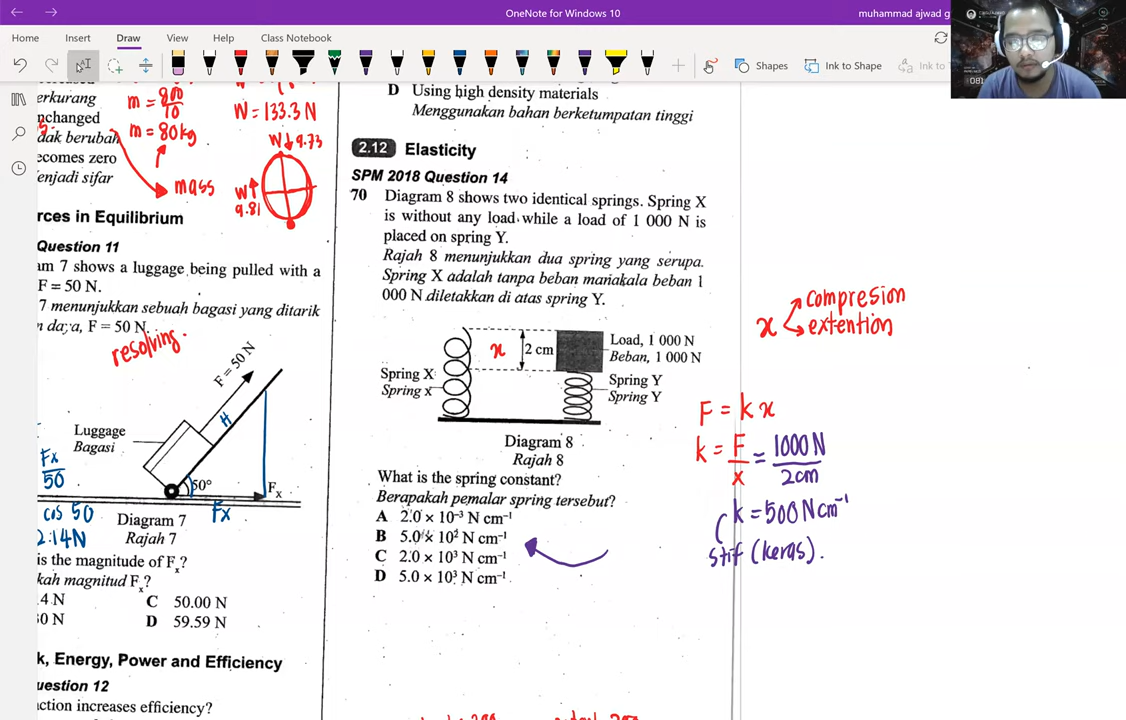 OneNote for Windows 10
muhammad ajwad g
Home
Insert
Draw
View
Help
Class Notebook
Shapes
Ink to Shape
Ink to
081
erkurang
nchanged
dak berubah
ecomes zero
enjadi sifar
m = 800/10
m = 80kg
mass
W = 133.3 N
W↓9.73
W↑
9.81
rces in Equilibrium
Question 11
am 7 shows a luggage being pulled with a
F = 50 N.
7 menunjukkan sebuah bagasi yang ditarik
n daya, F = 50 N.
resolving.
F = 50 N
H
Luggage
Bagasi
50°
Fx
Fx
Fx
50
cos 50
2.14N
Diagram 7
Rajah 7
is the magnitude of Fx?
kah magnitud Fx?
.4 N
C 50.00 N
0 N
D 59.59 N
k, Energy, Power and Efficiency
uestion 12
action increases efficiency?
D Using high density materials
Menggunakan bahan berketumpatan tinggi
2.12 Elasticity
SPM 2018 Question 14
70 Diagram 8 shows two identical springs. Spring X
is without any load while a load of 1 000 N is
placed on spring Y.
Rajah 8 menunjukkan dua spring yang serupa.
Spring X adalah tanpa beban manakala beban 1
000 N diletakkan di atas spring Y.
x
2 cm
Load, 1 000 N
Beban, 1 000 N
Spring X
Spring x
Spring Y
Spring Y
Diagram 8
Rajah 8
What is the spring constant?
Berapakah pemalar spring tersebut?
A 2.0 × 10⁻³ N cm⁻¹
B 5.0 × 10² N cm⁻¹
C 2.0 × 10³ N cm⁻¹
D 5.0 × 10³ N cm⁻¹
x
compresion
extention
F = kx
k = F/x = 1000N/2cm
k = 500 N cm⁻¹
stif (keras).